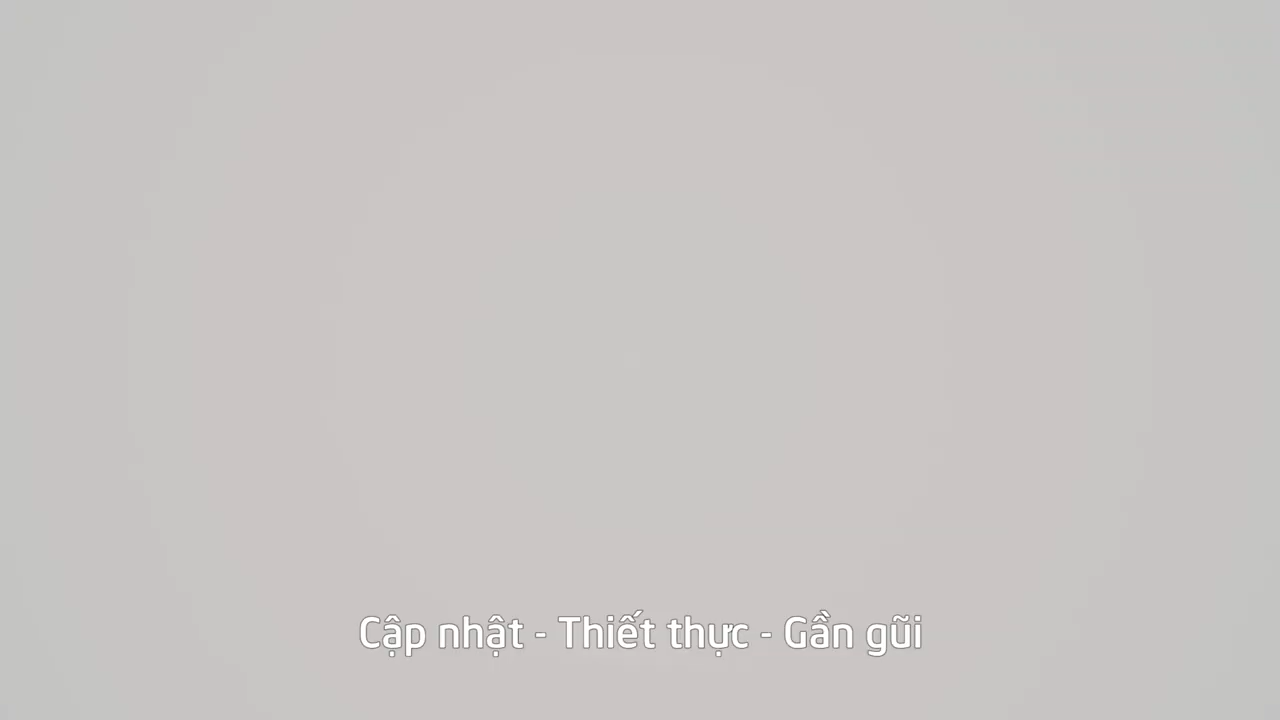 Cập nhật - Thiết thực - Gần gũi